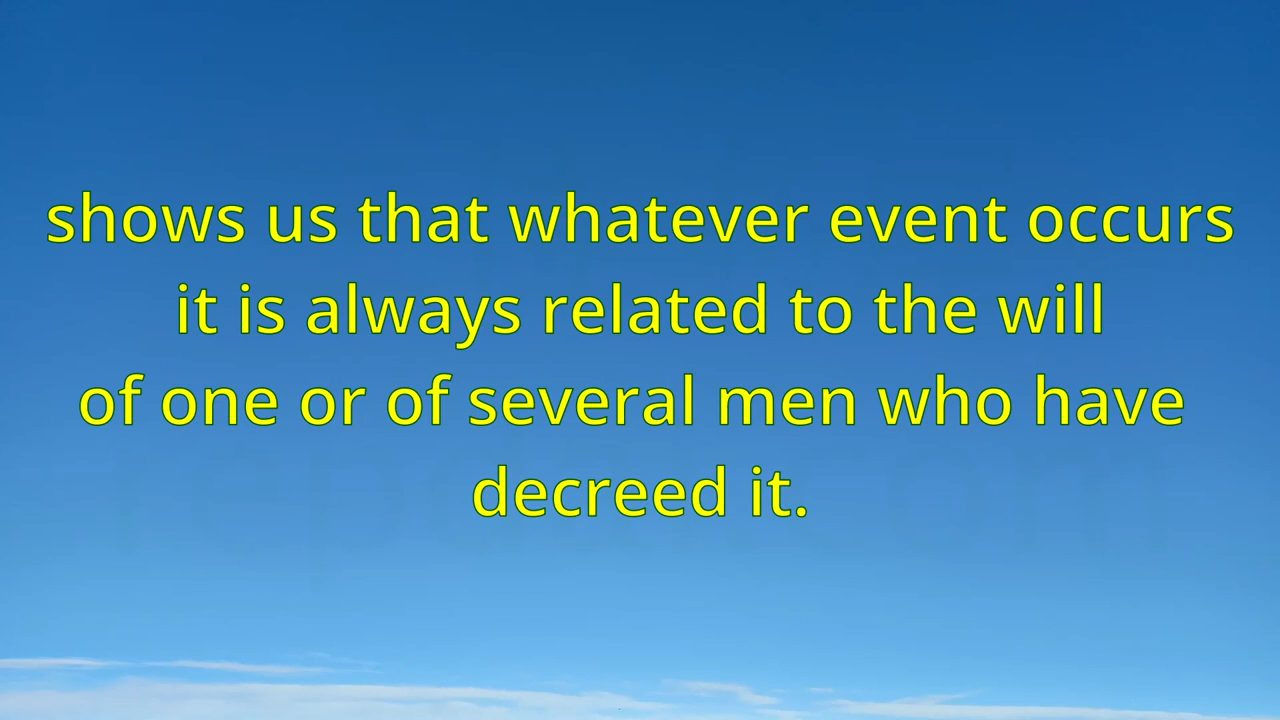 shows us that whatever event occurs
it is always related to the will
of one or of several men who have
decreed it.